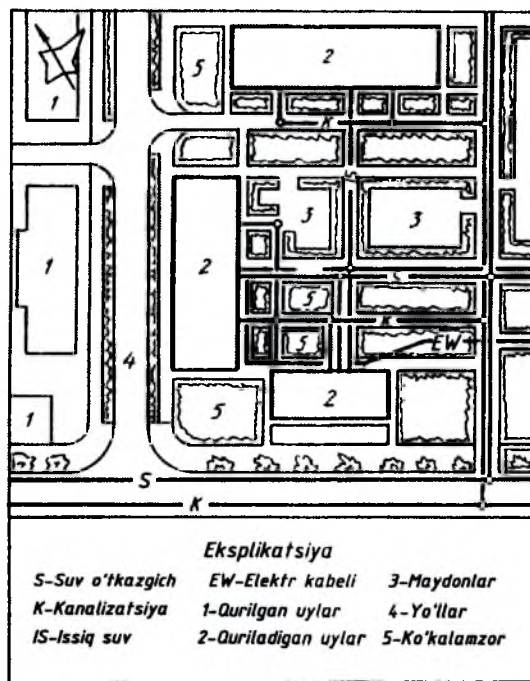 5
2
1
K
S
3
3
1
2
S
5
K
EW
5
4
5
2
1
S
K
Eksplikatsiya
S-Suv o'tkazgich EW-Elektr kabeli 3-Maydonlar
K-Kanalizatsiya 1-Qurilgan uylar 4-Yo'llar
IS-Issiq suv 2-Quriladigan uylar 5-Ko'kalamzor